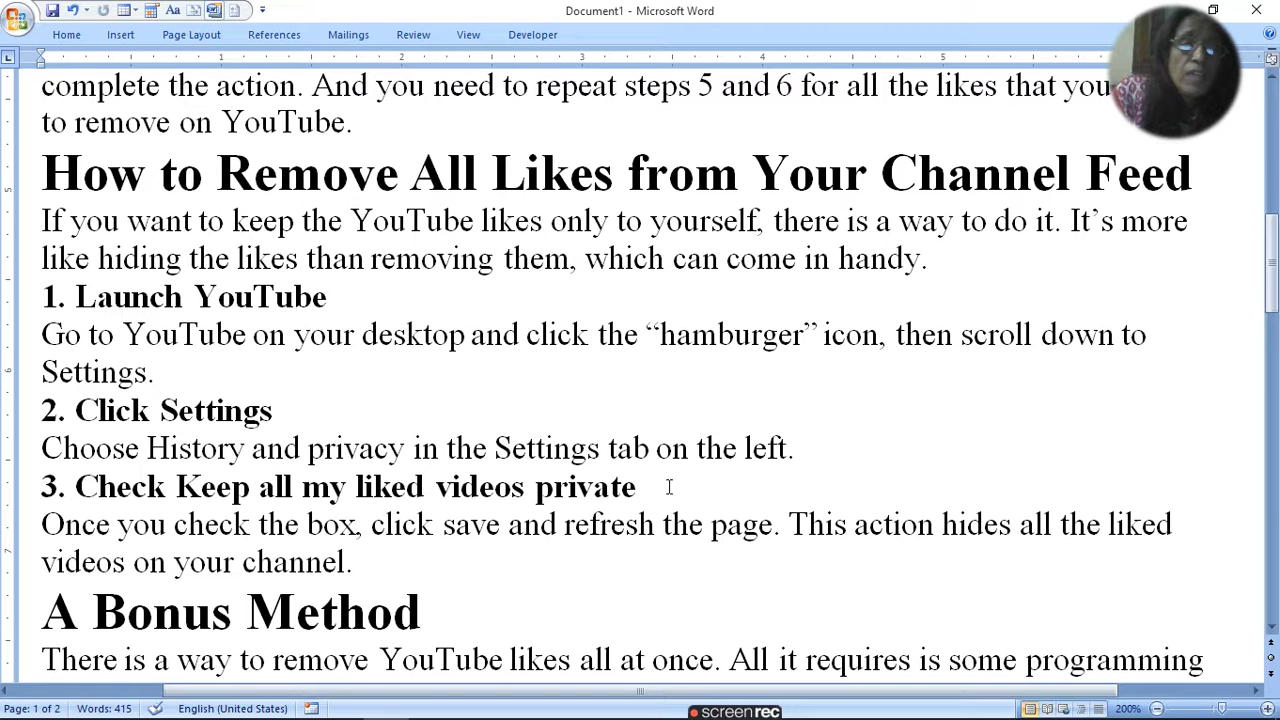 Document1 - Microsoft Word
Home Insert Page Layout References Mailings Review View Developer
1 2 3 4 5
complete the action. And you need to repeat steps 5 and 6 for all the likes that you
to remove on YouTube.
How to Remove All Likes from Your Channel Feed
If you want to keep the YouTube likes only to yourself, there is a way to do it. It’s more
like hiding the likes than removing them, which can come in handy.
1. Launch YouTube
Go to YouTube on your desktop and click the “hamburger” icon, then scroll down to
Settings.
2. Click Settings
Choose History and privacy in the Settings tab on the left.
3. Check Keep all my liked videos private
Once you check the box, click save and refresh the page. This action hides all the liked
videos on your channel.
A Bonus Method
There is a way to remove YouTube likes all at once. All it requires is some programming
Page: 1 of 2 Words: 415 English (United States) 200%
screenrec